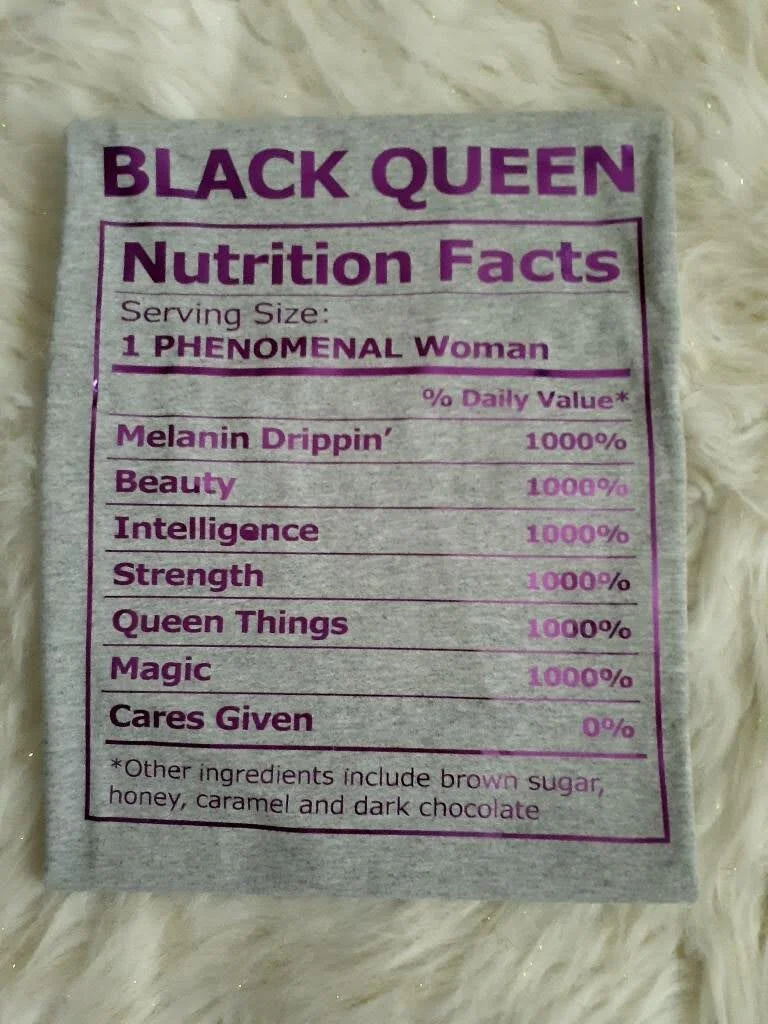 BLACK QUEEN
Nutrition Facts
Serving Size:
1 PHENOMENAL Woman
% Daily Value*
Melanin Drippin’ 1000%
Beauty 1000%
Intelligence 1000%
Strength 1000%
Queen Things 1000%
Magic 1000%
Cares Given 0%
*Other ingredients include brown sugar,
honey, caramel and dark chocolate